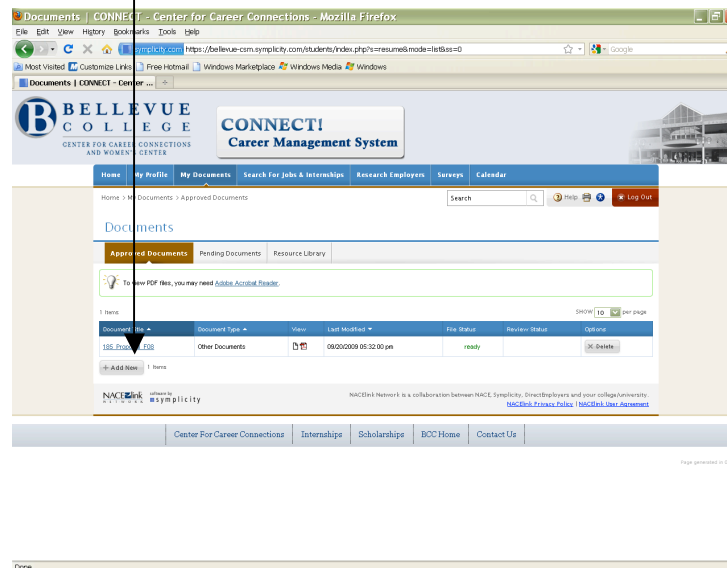 Documents | CONNECT - Center for Career Connections - Mozilla Firefox
File Edit View History Bookmarks Tools Help
symplicity.com https://bellevue-csm.symplicity.com/students/index.php?s=resume&mode=list&ss=0 Google
Most Visited Customize Links Free Hotmail Windows Marketplace Windows Media Windows
Documents | CONNECT - Center ...
B BELLEVUE
COLLEGE
CENTER FOR CAREER CONNECTIONS
AND WOMEN'S CENTER
CONNECT!
Career Management System
Home My Profile My Documents Search For Jobs & Internships Research Employers Surveys Calendar
Home > My Documents > Approved Documents Search Help Log Out
Documents
Approved Documents Pending Documents Resource Library
To view PDF files, you may need Adobe Acrobat Reader.
1 Items SHOW 10 per page
Document Title Document Type View Last Modified File Status Review Status Options
185_Proposal_F08 Other Documents 09/20/2009 05:32:00 pm ready Delete
+ Add New 1 Items
NACElink NETWORK software by symplicity NACElink Network is a collaboration between NACE, Symplicity, DirectEmployers and your college/university.
NACElink Privacy Policy | NACElink User Agreement
Center For Career Connections Internships Scholarships BCC Home Contact Us
Page generated in
Done